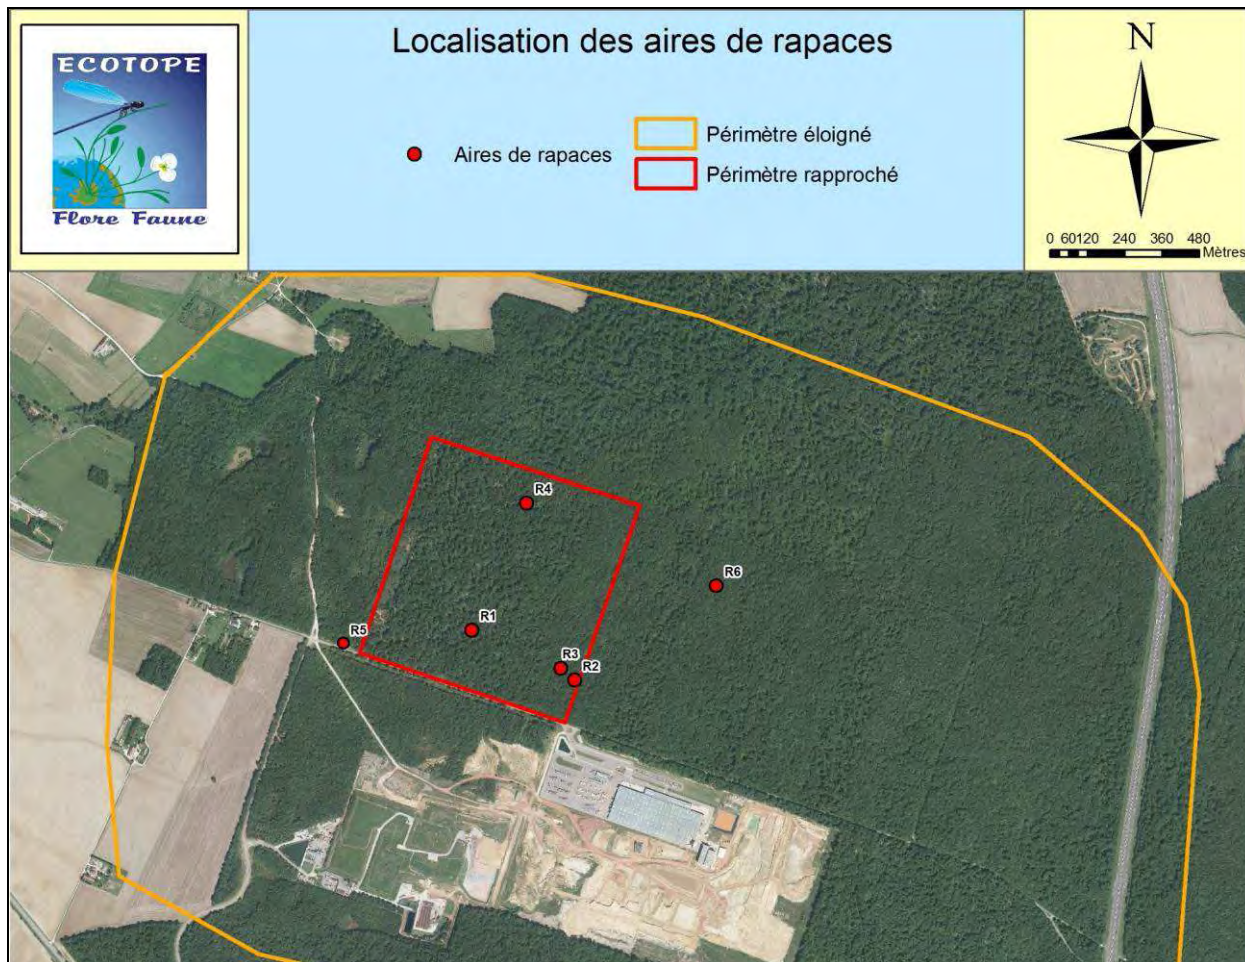 ECOTOPE
Flore Faune
Localisation des aires de rapaces
Aires de rapaces
Périmètre éloigné
Périmètre rapproché
N
0 60120 240 360 480
Mètres
R4
R6
R1
R5
R3
R2